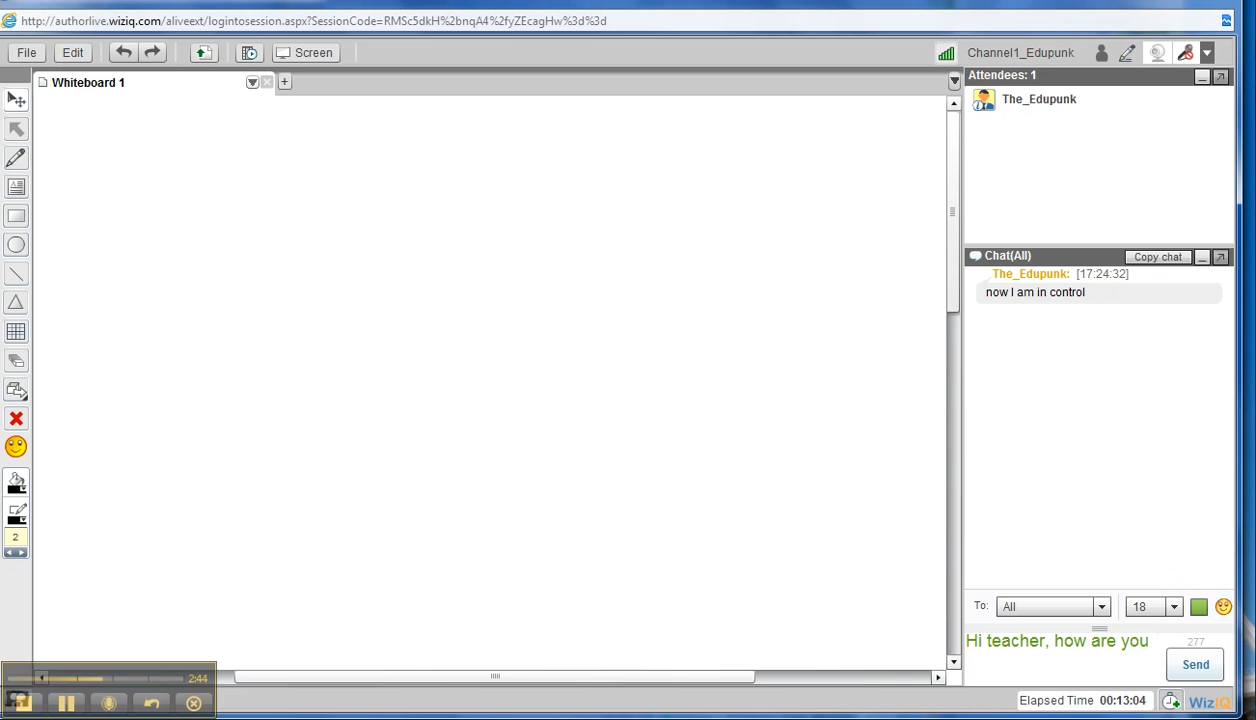 http://authorlive.wiziq.com/aliveext/logintosession.aspx?SessionCode=RMSc5dkH%2bnqA4%2fyZEcagHw%3d%3d
File Edit Screen Channel1_Edupunk
Whiteboard 1
+
Attendees: 1
The_Edupunk
Chat(All) Copy chat
The_Edupunk: [17:24:32]
now I am in control
To: All 18
Hi teacher, how are you
277
Send
2
2:44
Elapsed Time 00:13:04
WizIQ